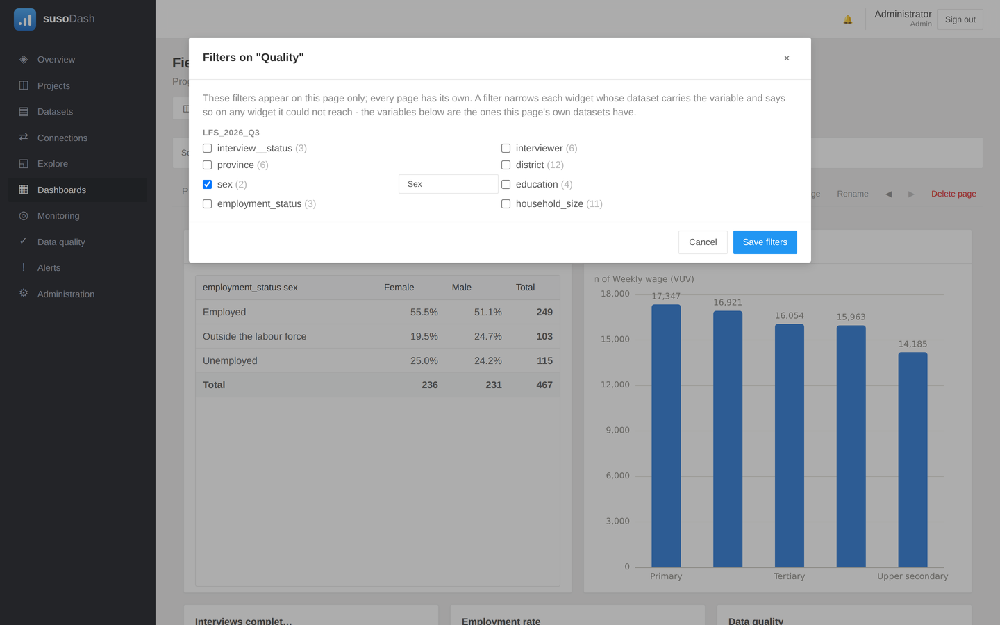 susoDash
Administrator
Admin
Sign out
Overview
Projects
Datasets
Connections
Explore
Dashboards
Monitoring
Data quality
Alerts
Administration
Filters on "Quality"
×
These filters appear on this page only; every page has its own. A filter narrows each widget whose dataset carries the variable and says
so on any widget it could not reach - the variables below are the ones this page's own datasets have.
LFS_2026_Q3
interview__status (3)
interviewer (6)
province (6)
district (12)
sex (2)
Sex
education (4)
employment_status (3)
household_size (11)
Cancel
Save filters
Rename
Delete page
employment_status sex Female Male Total
Employed 55.5% 51.1% 249
Outside the labour force 19.5% 24.7% 103
Unemployed 25.0% 24.2% 115
Total 236 231 467
n of Weekly wage (VUV)
18,000
15,000
12,000
9,000
6,000
3,000
0
17,347
16,921
16,054
15,963
14,185
Primary
Tertiary
Upper secondary
Interviews complet…
Employment rate
Data quality